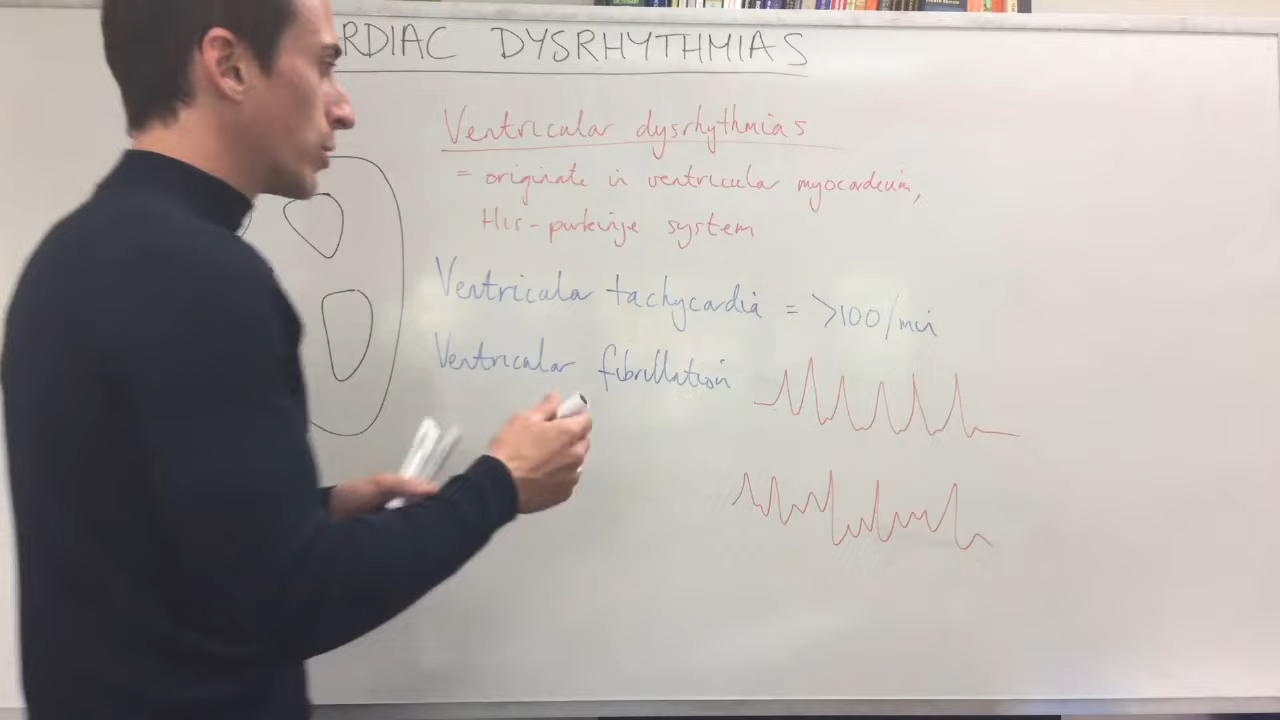 RDIAC DYSRHYTHMIAS
Ventricular dysrhythmias
= originate in ventricular myocardium,
His-purkinje system
Ventricular tachycardia = >100/min
Ventricular fibrillation